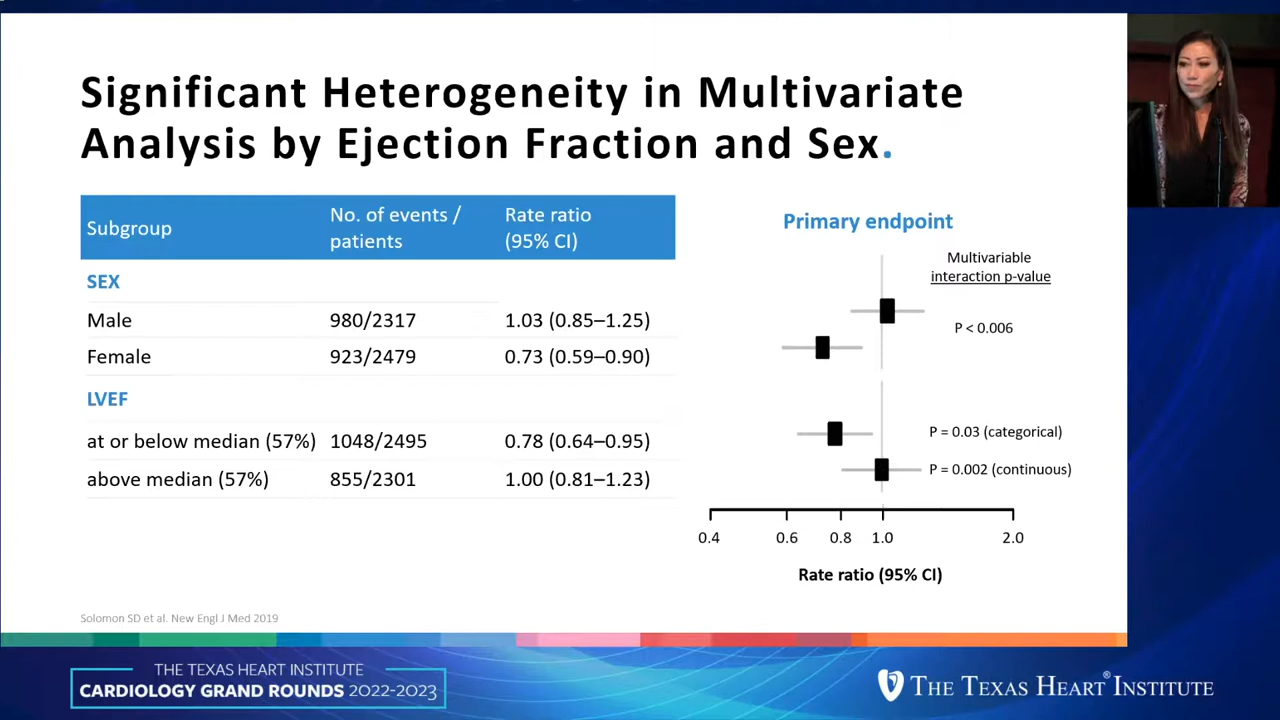 Significant Heterogeneity in Multivariate
Analysis by Ejection Fraction and Sex.
Subgroup
No. of events /
patients
Rate ratio
(95% CI)
SEX
Male 980/2317 1.03 (0.85–1.25)
Female 923/2479 0.73 (0.59–0.90)
LVEF
at or below median (57%) 1048/2495 0.78 (0.64–0.95)
above median (57%) 855/2301 1.00 (0.81–1.23)
Primary endpoint
Multivariable
interaction p-value
P < 0.006
P = 0.03 (categorical)
P = 0.002 (continuous)
0.4 0.6 0.8 1.0 2.0
Rate ratio (95% CI)
Solomon SD et al. New Engl J Med 2019
THE TEXAS HEART INSTITUTE
CARDIOLOGY GRAND ROUNDS 2022-2023
THE TEXAS HEART® INSTITUTE